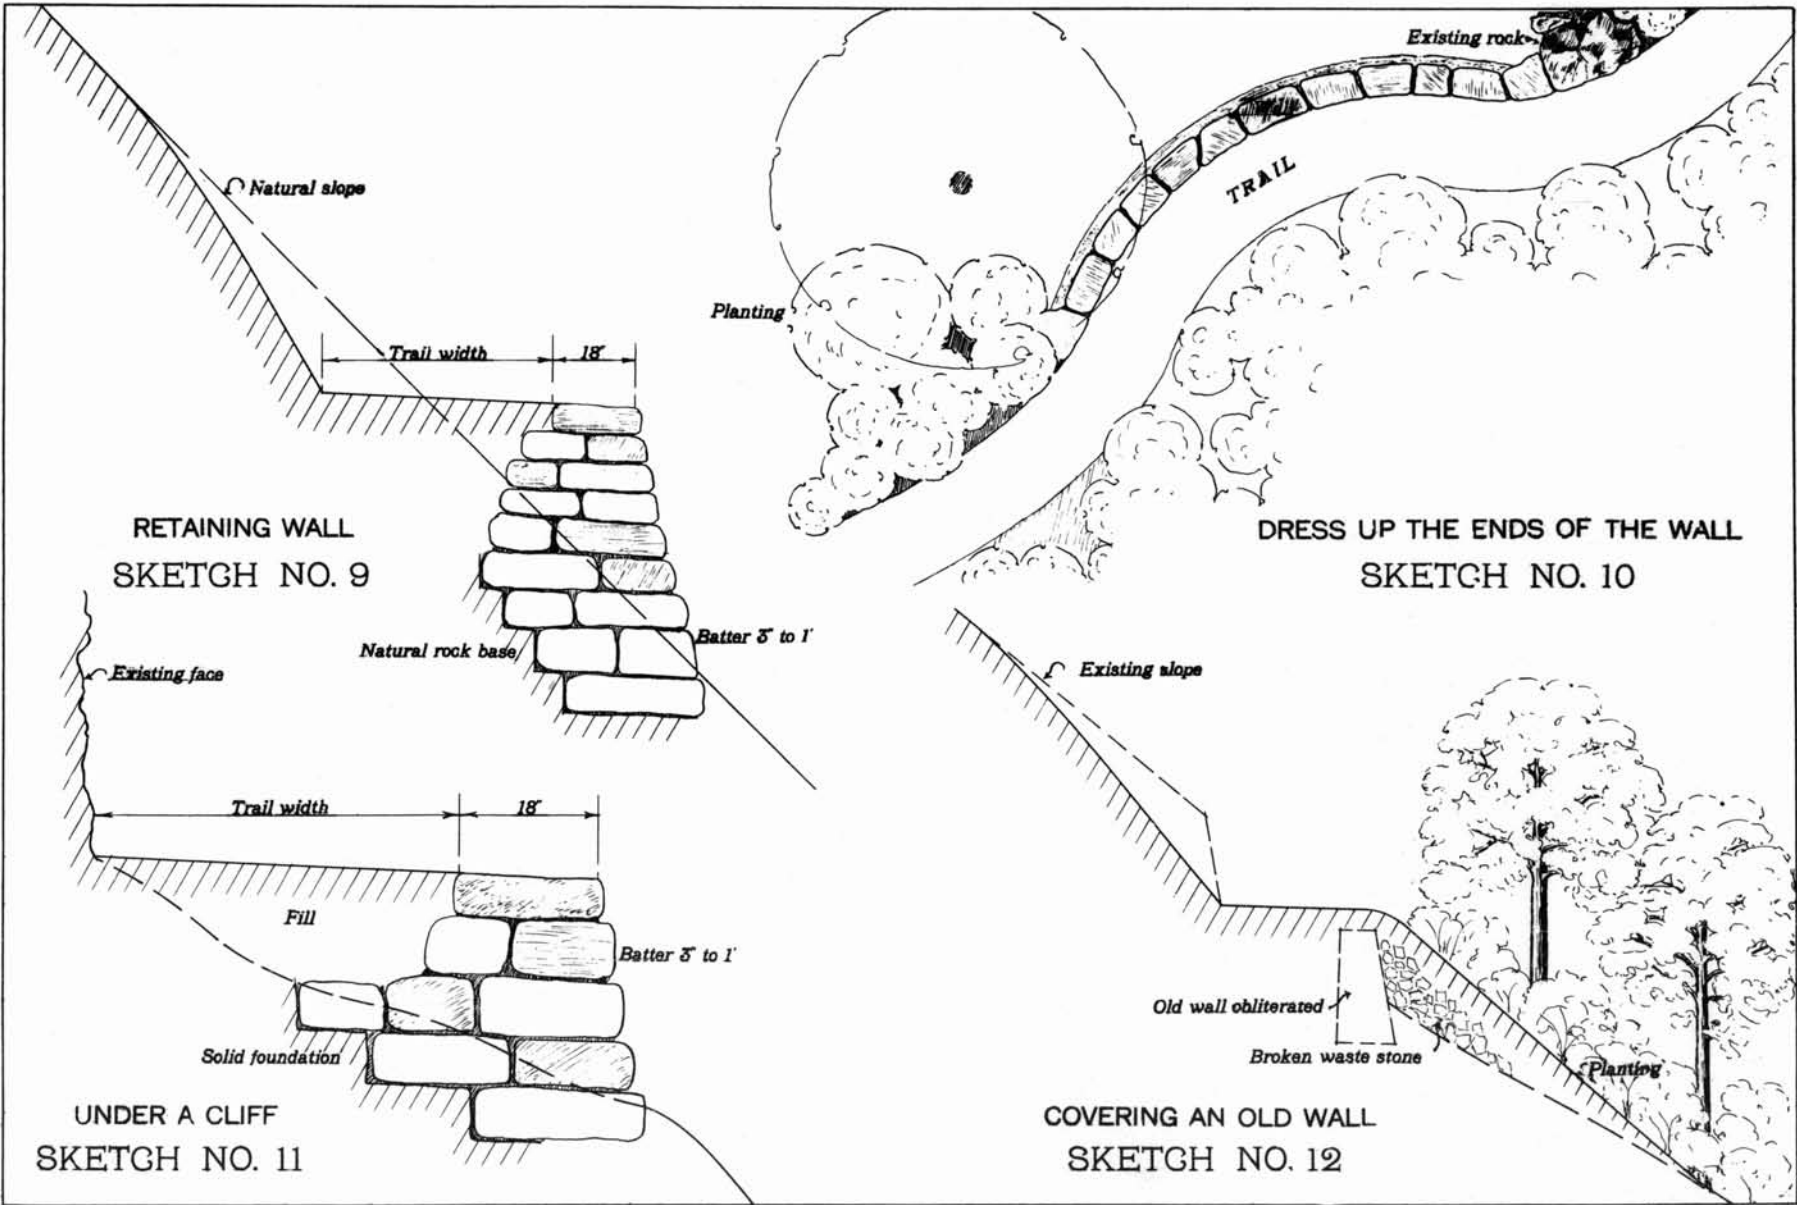 Natural slope
Trail width
18"
RETAINING WALL
SKETCH NO. 9
Natural rock base
Batter 3" to 1'
Existing rock
TRAIL
Planting
DRESS UP THE ENDS OF THE WALL
SKETCH NO. 10
Existing face
Trail width
18"
Fill
Batter 3" to 1'
Solid foundation
UNDER A CLIFF
SKETCH NO. 11
Existing slope
Old wall obliterated
Broken waste stone
Planting
COVERING AN OLD WALL
SKETCH NO. 12